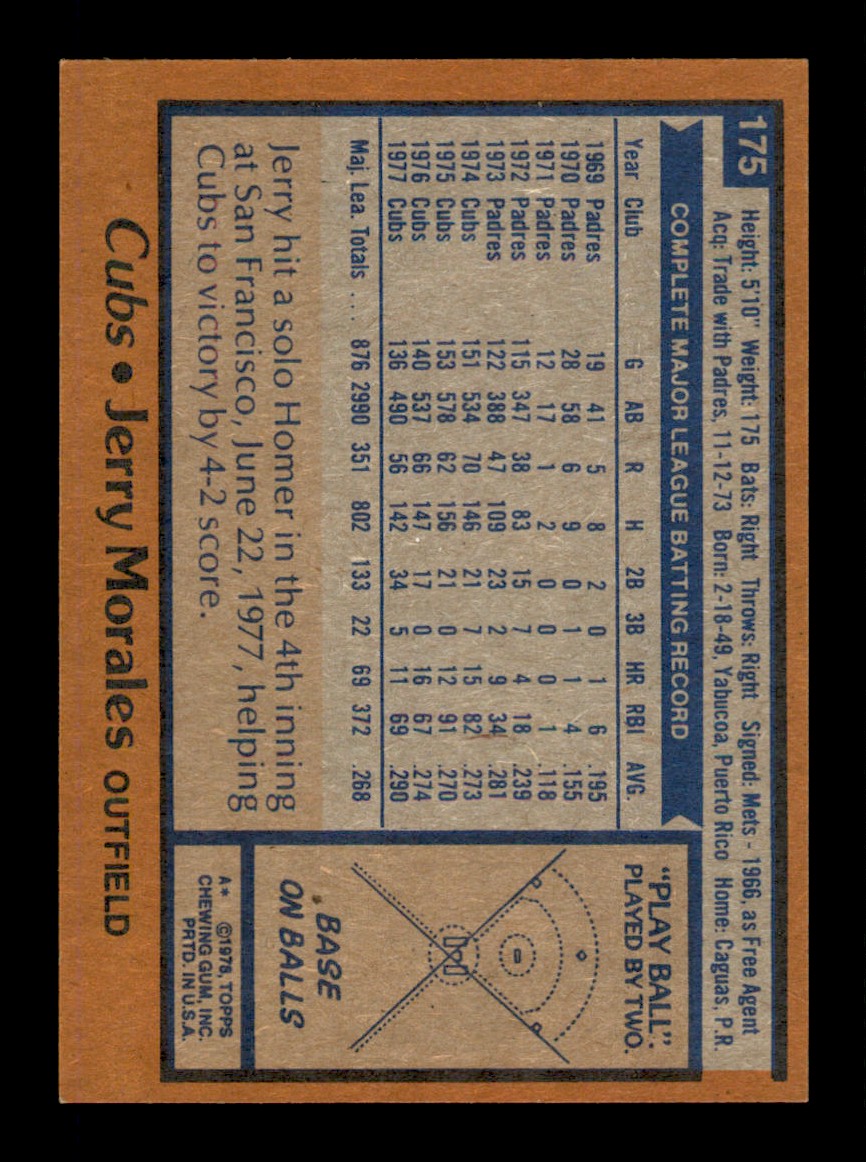 175
Height: 5'10" Weight: 175 Bats: Right Throws: Right Signed: Mets - 1966, as Free Agent
Acq: Trade with Padres, 11-12-73 Born: 2-18-49, Yabucoa, Puerto Rico Home: Caguas, P.R.
COMPLETE MAJOR LEAGUE BATTING RECORD
Year Club G AB R H 2B 3B HR RBI AVG.
1969 Padres 19 41 5 8 2 0 1 6 .195
1970 Padres 28 58 6 9 0 1 1 4 .155
1971 Padres 12 17 1 2 0 0 0 1 .118
1972 Padres 115 347 38 83 15 7 4 18 .239
1973 Padres 122 388 47 109 23 2 9 34 .281
1974 Cubs 151 534 70 146 21 7 15 82 .273
1975 Cubs 153 578 62 156 21 0 12 91 .270
1976 Cubs 140 537 66 147 17 0 16 67 .274
1977 Cubs 136 490 56 142 34 5 11 69 .290
Maj. Lea. Totals ... 876 2990 351 802 133 22 69 372 .268
Jerry hit a solo Homer in the 4th inning
at San Francisco, June 22, 1977, helping
Cubs to victory by 4-2 score.
"PLAY BALL":
PLAYED BY TWO.
BASE
ON BALLS
A* ©1978, TOPPS
CHEWING GUM, INC.
PRTD. IN U.S.A.
Cubs • Jerry Morales OUTFIELD